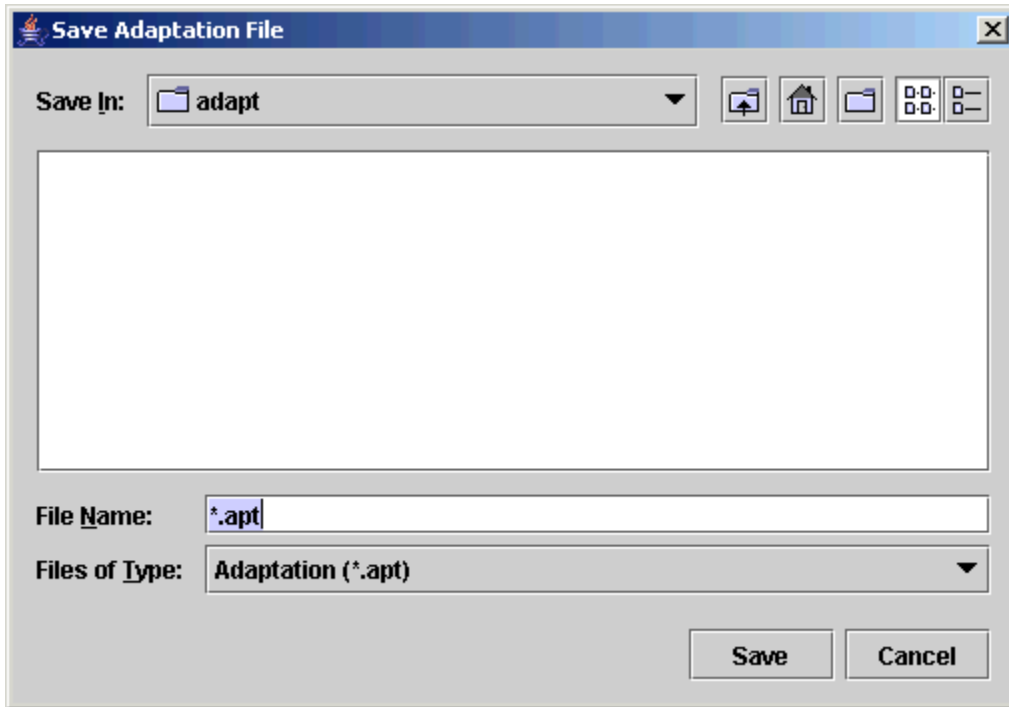 Save Adaptation File
Save In: adapt
File Name: *.apt
Files of Type: Adaptation (*.apt)
Save Cancel